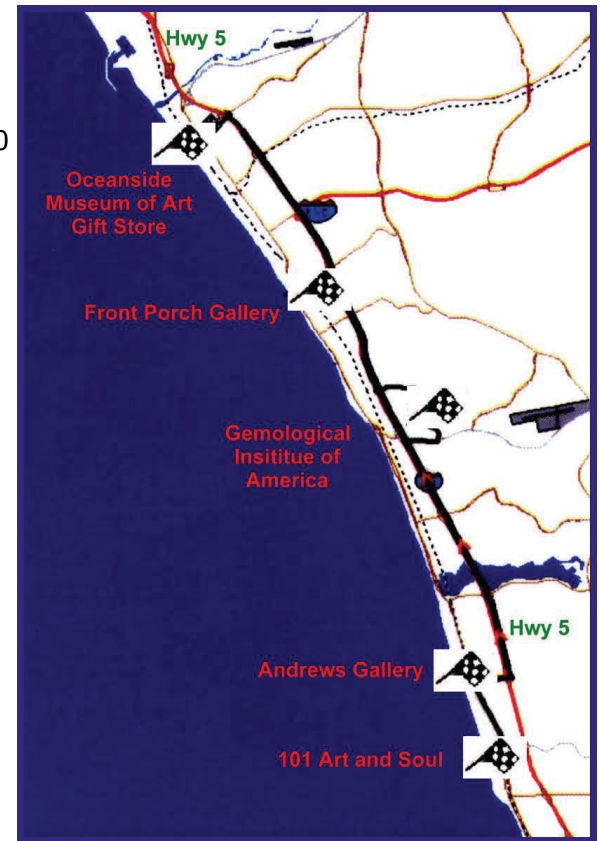 Hwy 5
0
Oceanside
Museum of Art
Gift Store
Front Porch Gallery
Gemological
Insititue of
America
Hwy 5
Andrews Gallery
101 Art and Soul